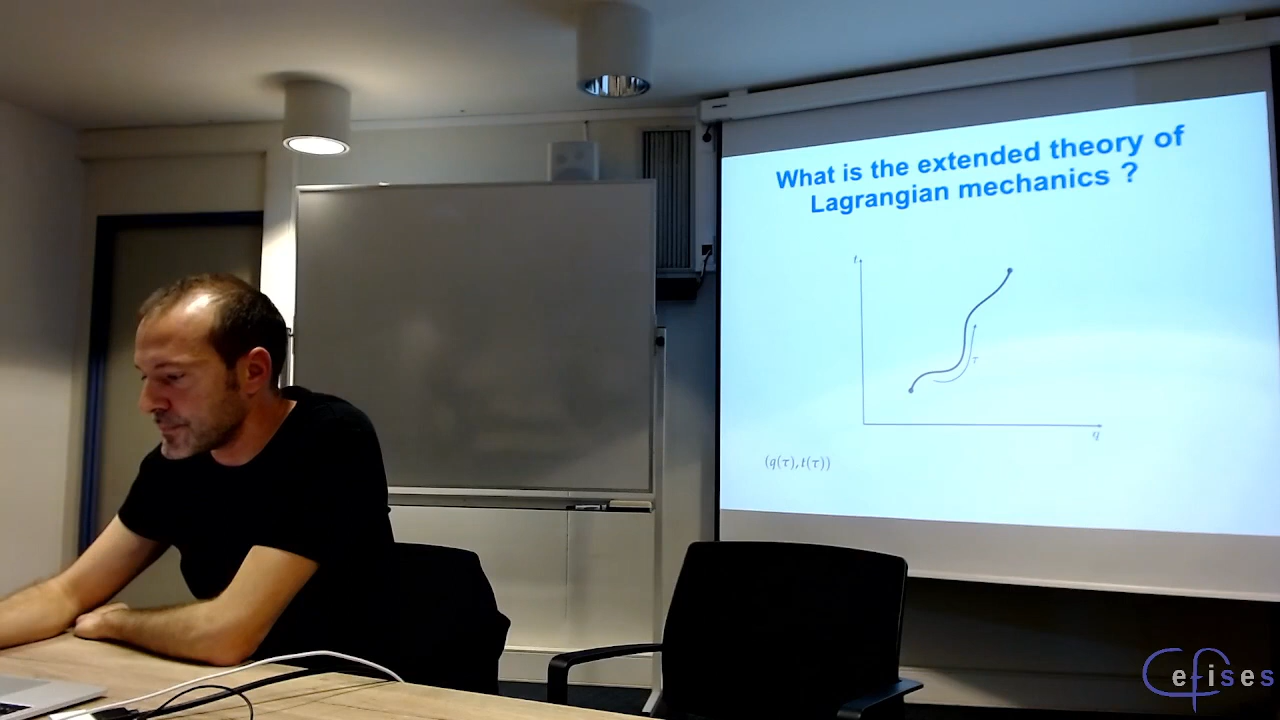 What is the extended theory of
Lagrangian mechanics ?
t
τ
q
(q(τ), t(τ))
efises